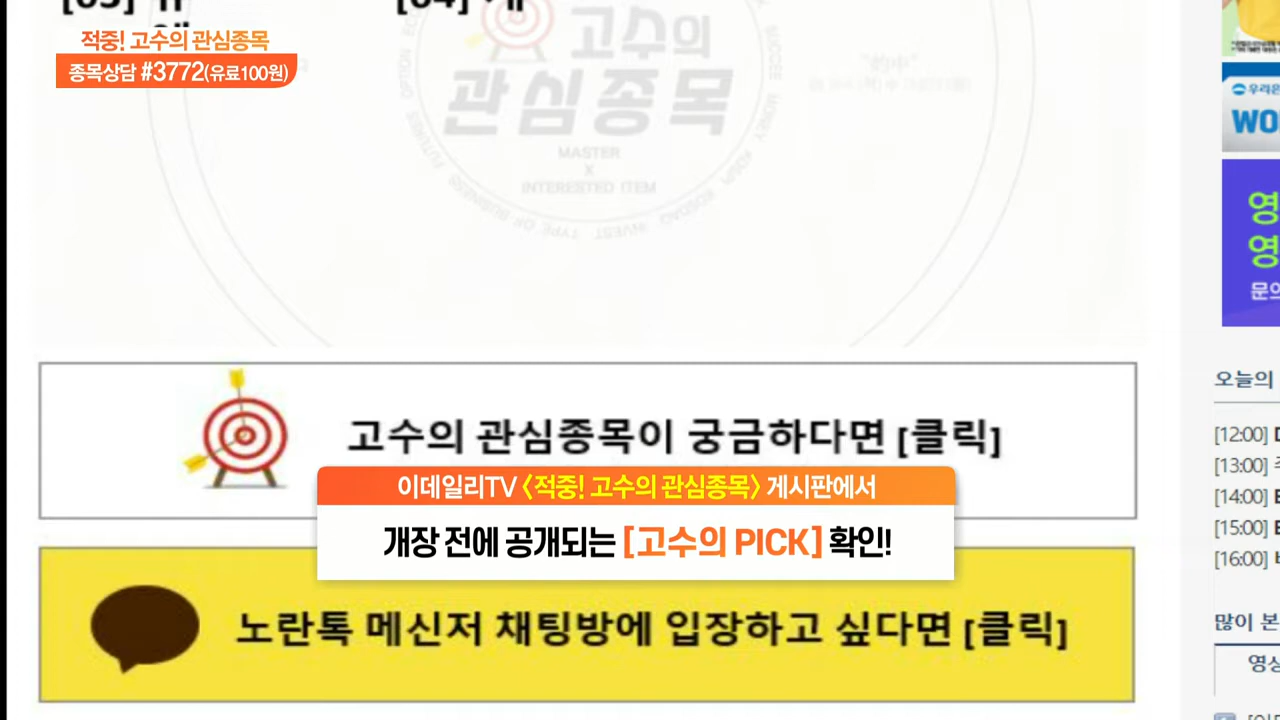 적중! 고수의 관심종목
종목상담 #3772(유료100원)
고수의
관심종목
MASTER
X
INTERESTED ITEM
고수의 관심종목이 궁금하다면 [클릭]
이데일리TV 〈적중! 고수의 관심종목〉 게시판에서
개장 전에 공개되는 [고수의 PICK] 확인!
노란톡 메신저 채팅방에 입장하고 싶다면 [클릭]
영
영
문의
오늘의
[12:00]
[13:00]
[14:00]
[15:00]
[16:00]
많이 본
영상